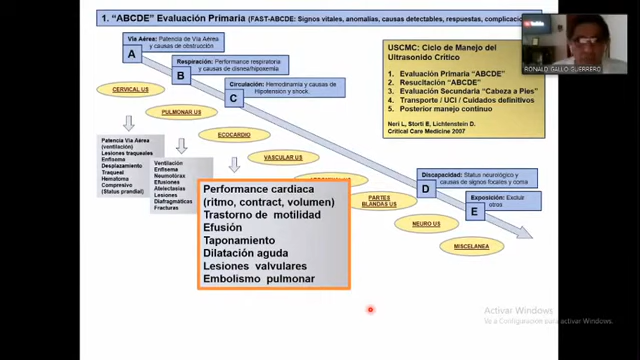 1. "ABCDE" Evaluación Primaria (FAST-ABCDE: Signos vitales, anomalías, causas detectables, respuestas, complicacio
Vía Aérea: Patencia de Vía Aérea
y causas de obstrucción
A
Respiración: Performance respiratoria
y causas de disnea/hipoxemia
B
Circulación: Hemodinamia y causas de
Hipotensión y shock.
C
CERVICAL US
PULMONAR US
ECOCARDIO
VASCULAR US
PARTES
BLANDAS US
NEURO US
MISCELANEA
Patencia Vía Aérea
(ventilación)
Lesiones traqueales
Enfisema
Desplazamiento
Traqueal
Hematoma
Compresivo
(Status prandial)
Ventilación
Enfisema
Neumotórax
Efusiones
Atelectasias
Lesiones
Diafragmáticas
Fracturas
Performance cardiaca
(ritmo, contract, volumen)
Trastorno de motilidad
Efusión
Taponamiento
Dilatación aguda
Lesiones valvulares
Embolismo pulmonar
USCMC: Ciclo de Manejo del
Ultrasonido Crítico
1 Evaluación Primaria "ABCDE"
2 Resucitación "ABCDE"
3 Evaluación Secundaria "Cabeza a Pies"
4 Transporte / UCI / Cuidados definitivos
5 Posterior manejo continuo
Neri L, Storti E, Lichtenstein D.
Critical Care Medicine 2007
Discapacidad: Status neurológico y
causas de signos focales y coma
D
Exposición: Excluir
otros
E
RONALD GALLO GUERRERO
Activar Windows
Ve a Configuración para activar Windows.